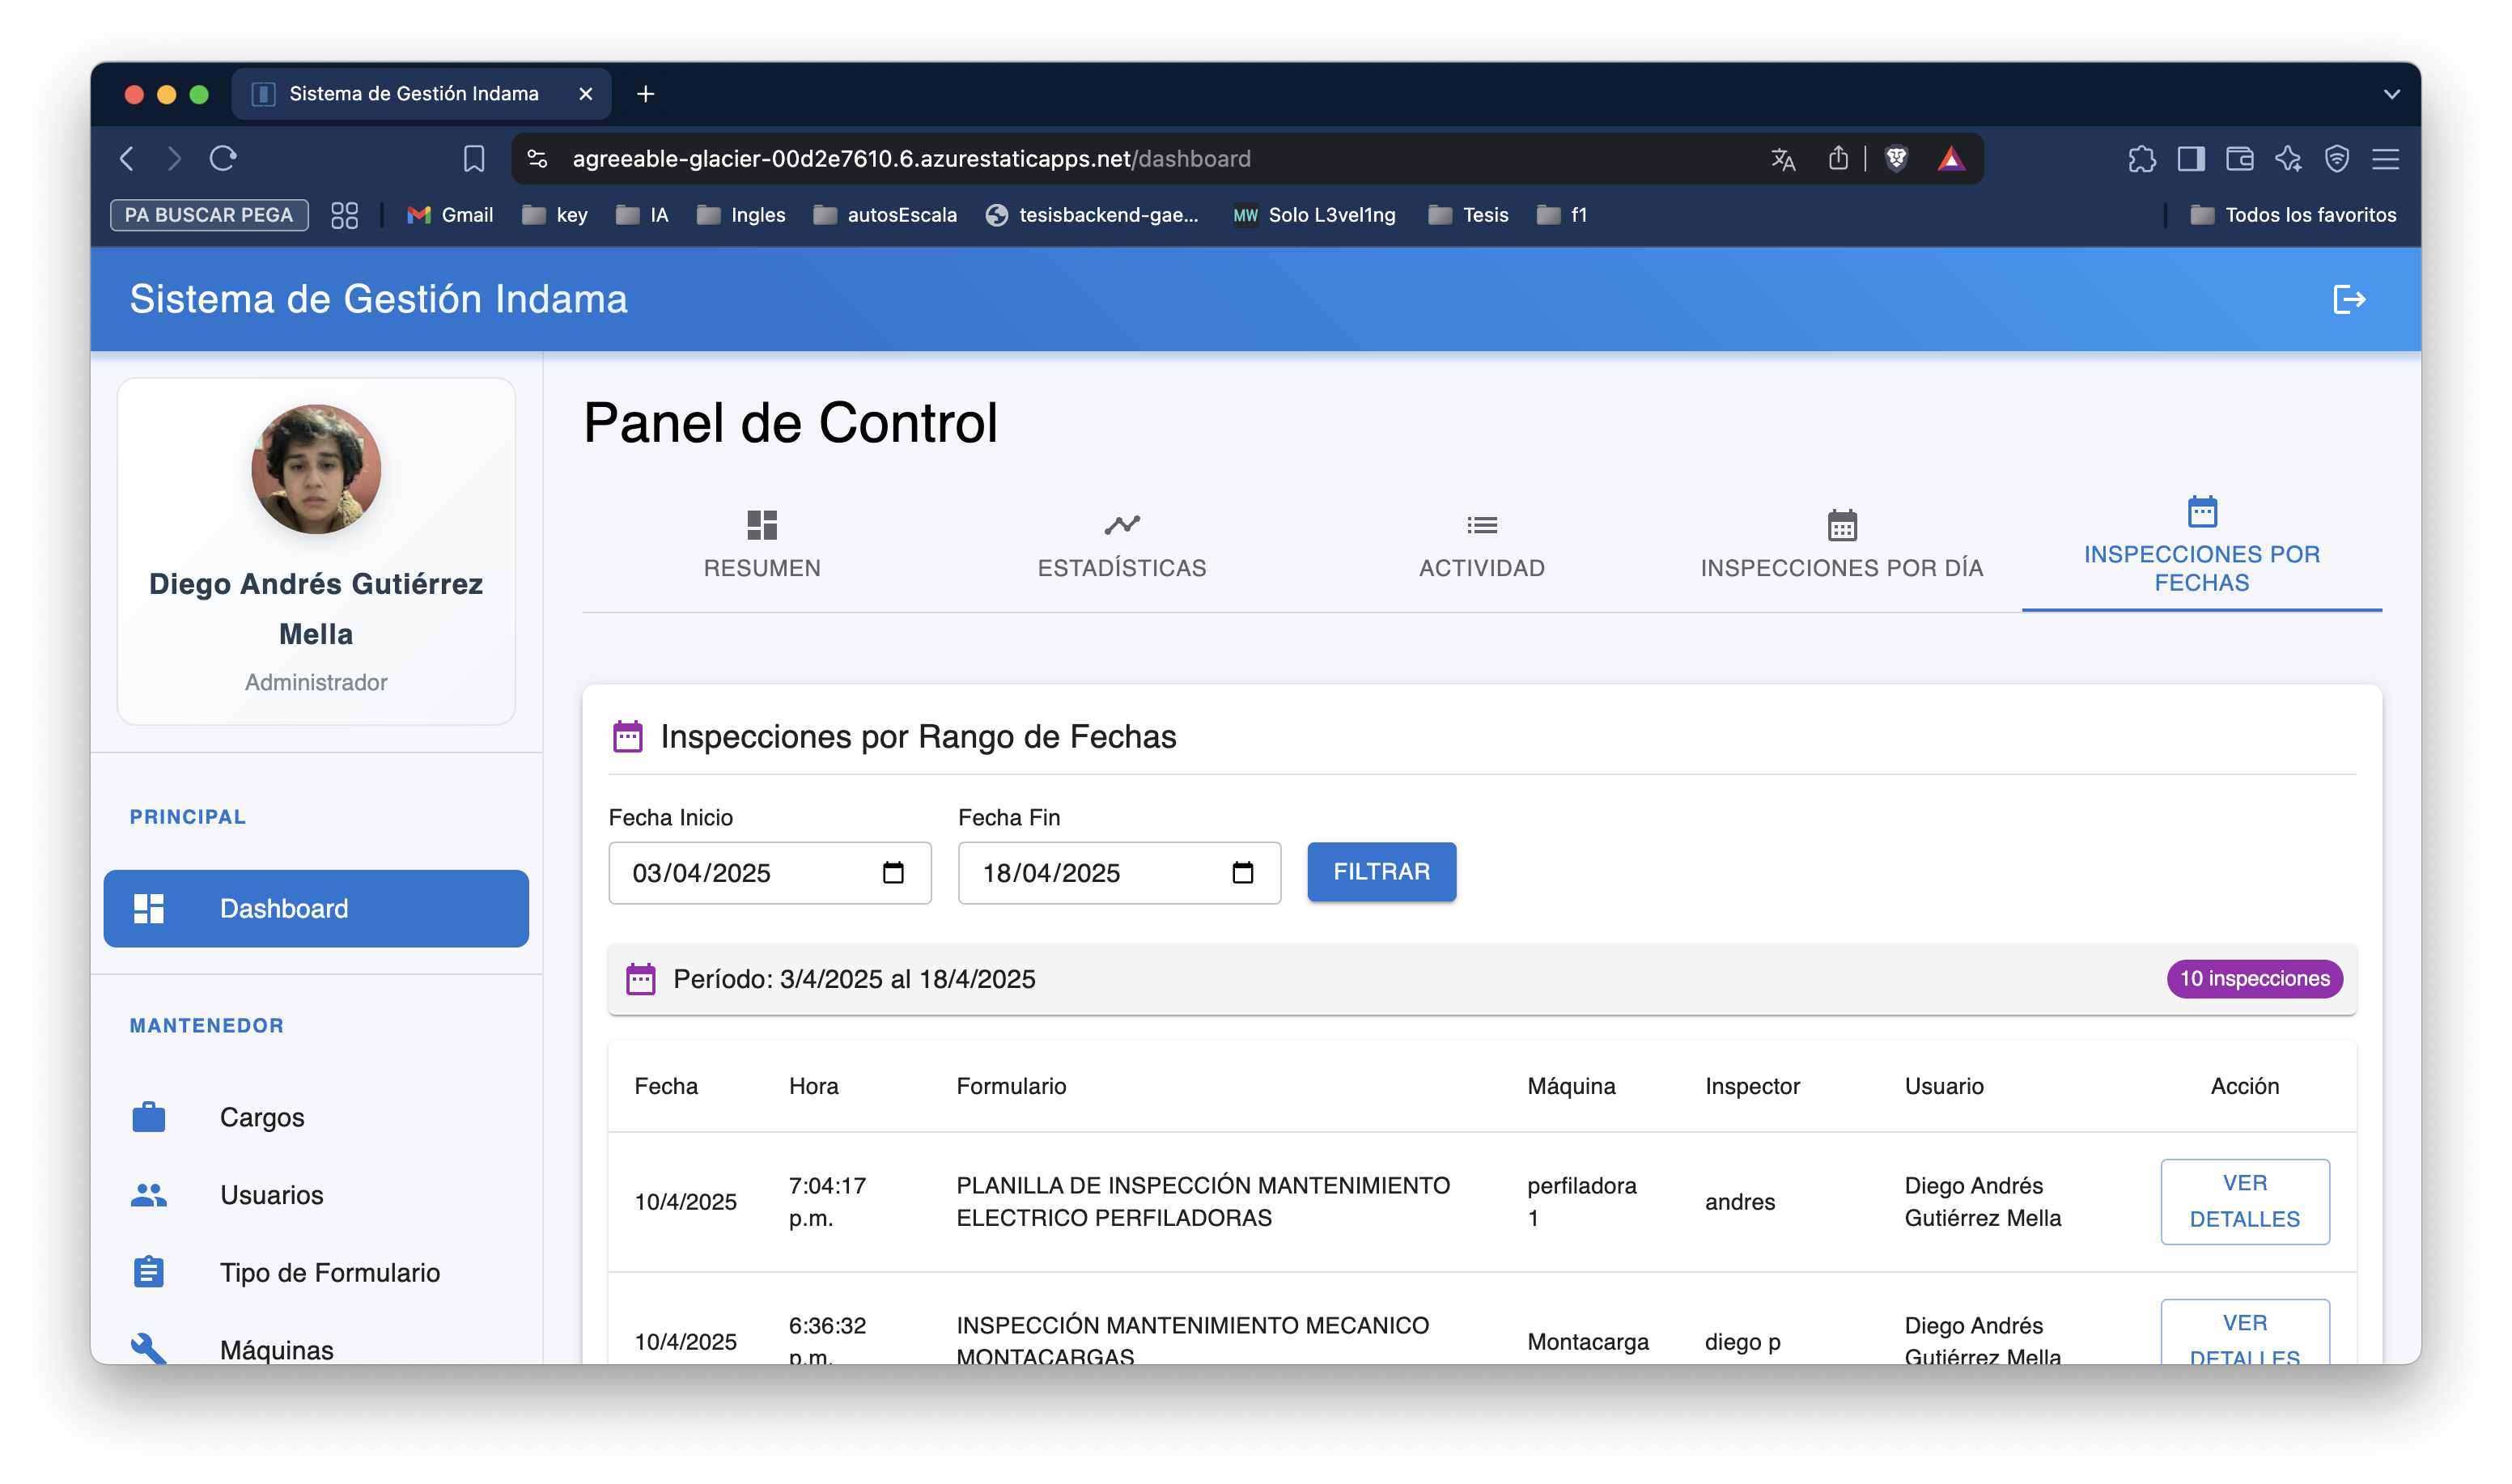 Sistema de Gestión Indama
agreeable-glacier-00d2e7610.6.azurestaticapps.net/dashboard
PA BUSCAR PEGA
Gmail
key
IA
Ingles
autosEscala
tesisbackend-gae...
MW Solo L3vel1ng
Tesis
f1
Todos los favoritos
Sistema de Gestión Indama
Diego Andrés Gutiérrez
Mella
Administrador
PRINCIPAL
Dashboard
MANTENEDOR
Cargos
Usuarios
Tipo de Formulario
Máquinas
Panel de Control
RESUMEN
ESTADÍSTICAS
ACTIVIDAD
INSPECCIONES POR DÍA
INSPECCIONES POR
FECHAS
Inspecciones por Rango de Fechas
Fecha Inicio
Fecha Fin
03/04/2025
18/04/2025
FILTRAR
Período: 3/4/2025 al 18/4/2025
10 inspecciones
Fecha Hora Formulario Máquina Inspector Usuario Acción
10/4/2025
7:04:17
p.m.
PLANILLA DE INSPECCIÓN MANTENIMIENTO
ELECTRICO PERFILADORAS
perfiladora
1
andres
Diego Andrés
Gutiérrez Mella
VER
DETALLES
10/4/2025
6:36:32
p.m.
INSPECCIÓN MANTENIMIENTO MECANICO
MONTACARGAS
Montacarga
diego p
Diego Andrés
Gutiérrez Mella
VER
DETALLES